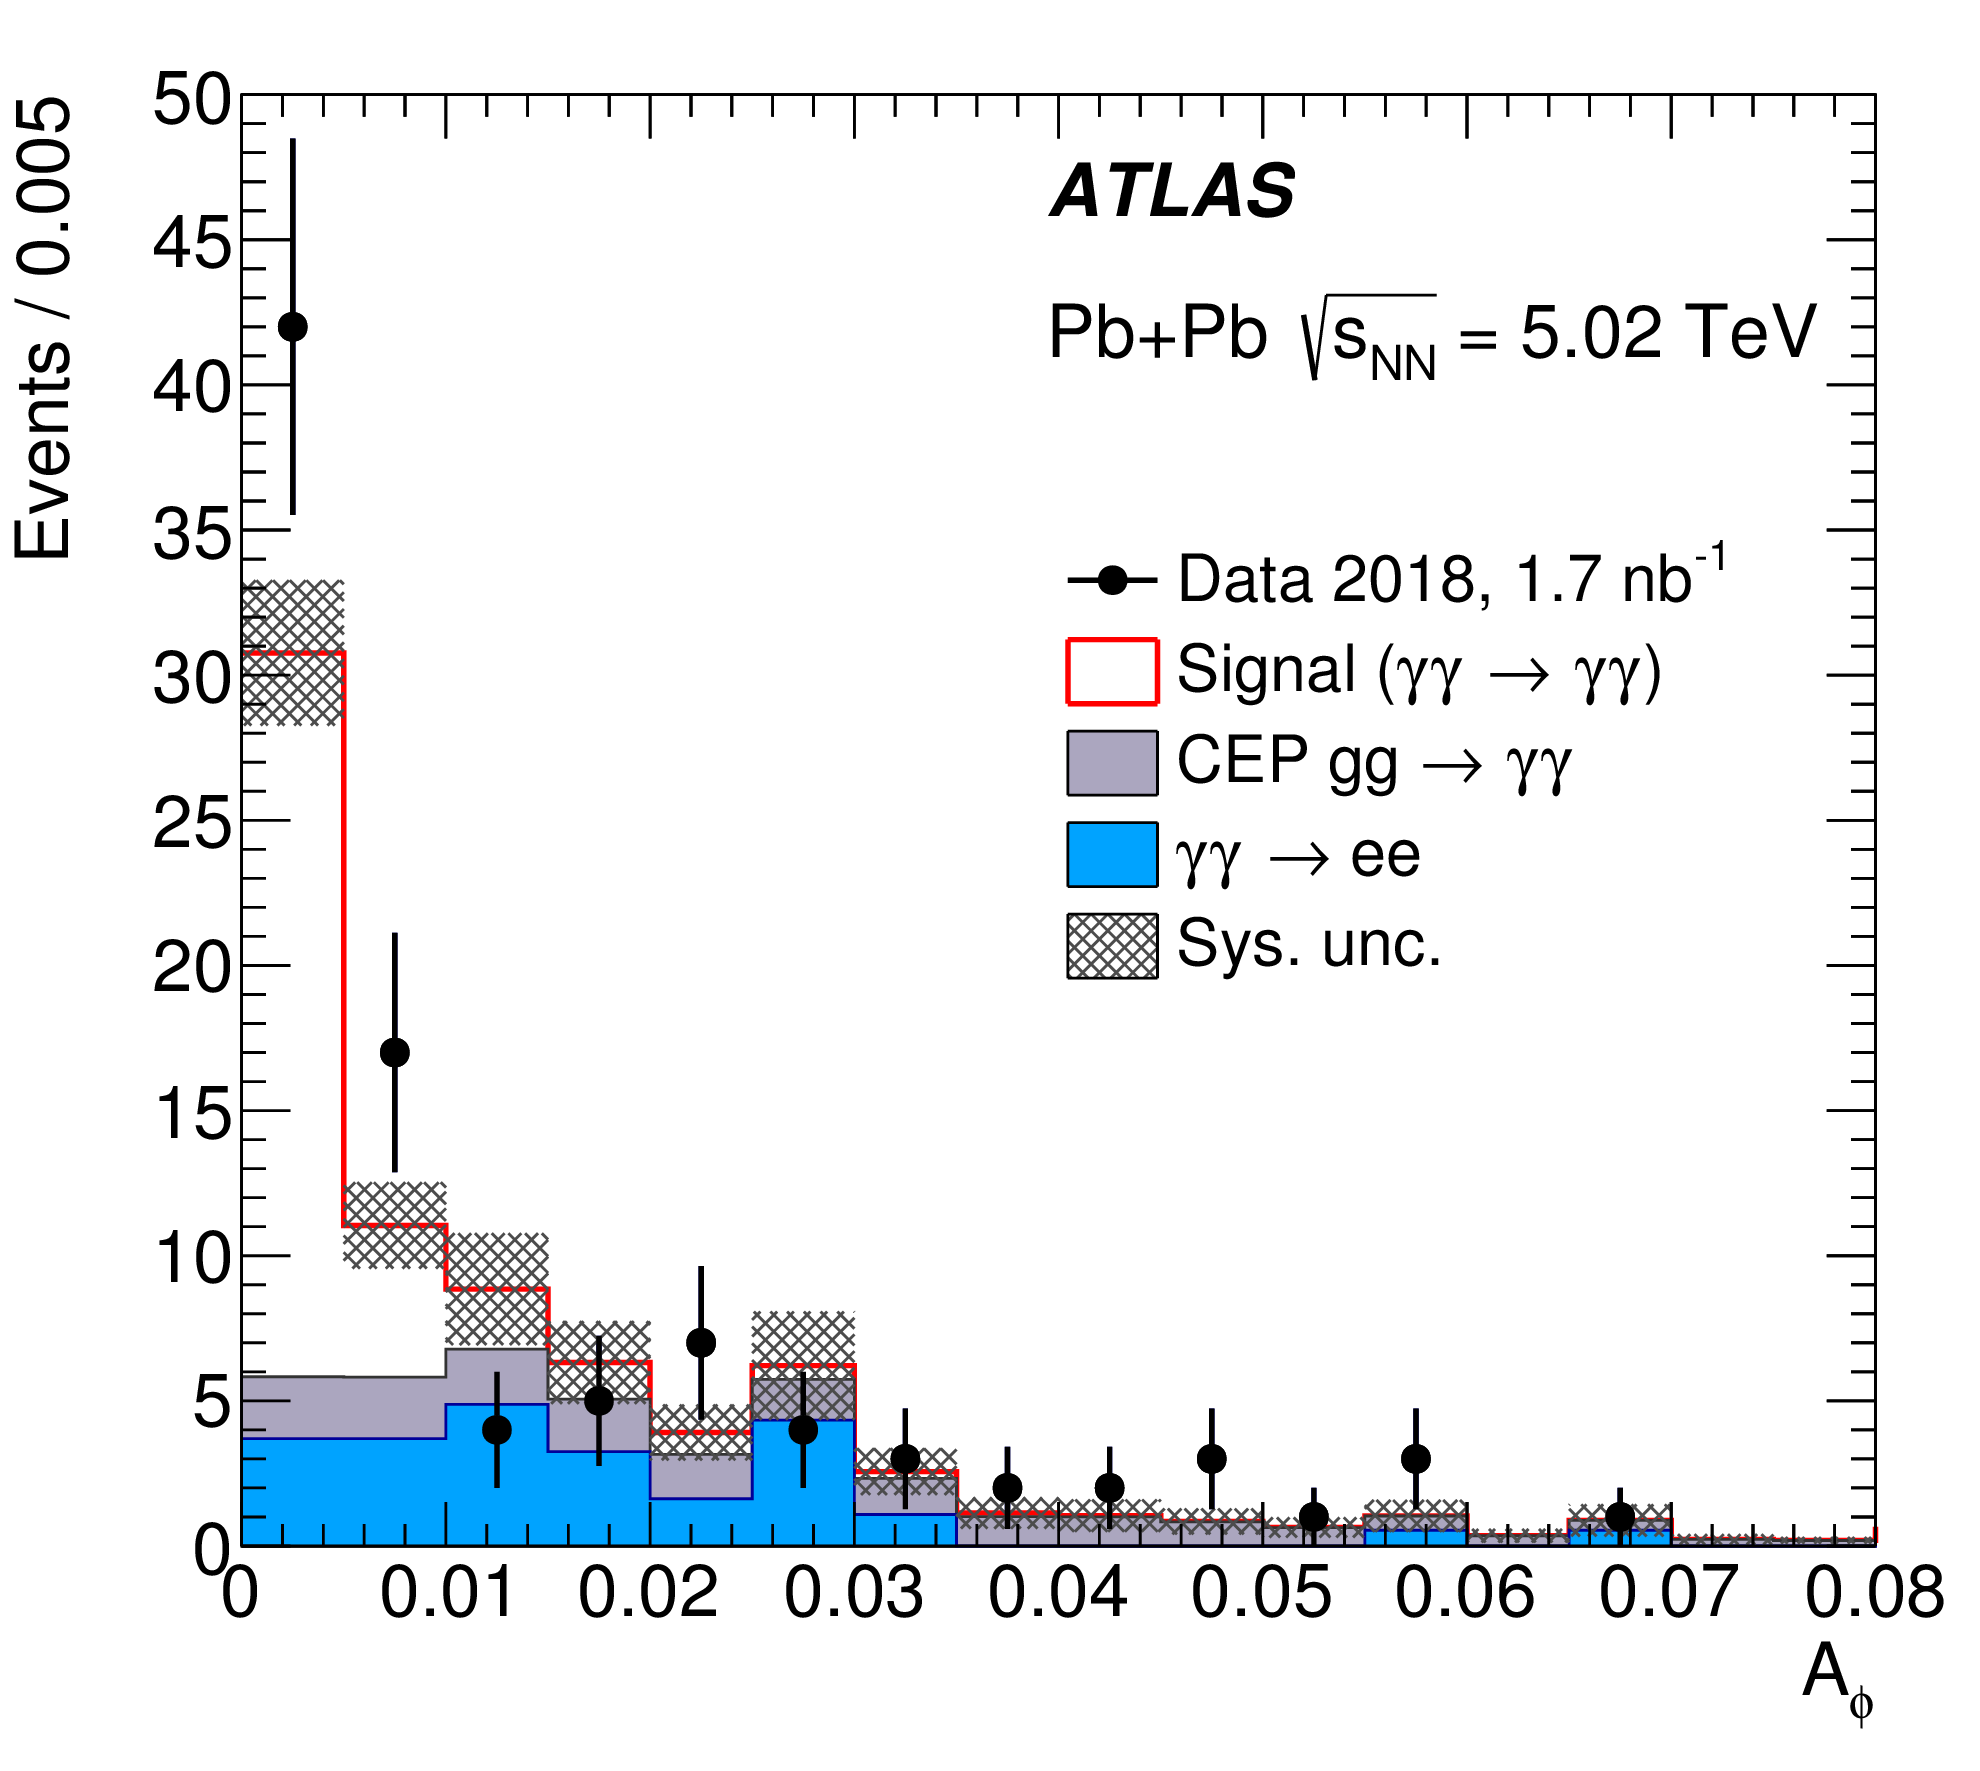 Events / 0.005
50
45
40
35
30
25
20
15
10
5
0
ATLAS
Pb+Pb √sNN = 5.02 TeV
Data 2018, 1.7 nb-1
Signal (γγ → γγ)
CEP gg → γγ
γγ → ee
Sys. unc.
0 0.01 0.02 0.03 0.04 0.05 0.06 0.07 0.08
Aϕ